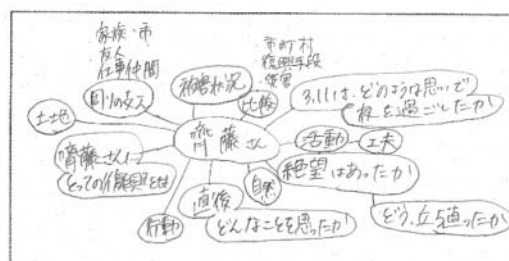 家族・市
友人
仕事仲間
周りの支え
被害状況
・市町村
復興手段
・災害
比較
3.11は、どのような思いで
夜を過ごしたか
土地
齊藤さん
活動
工夫
齊藤さんに
とっての「復興」とは
絶望はあったか
自然
直後
どう、立ち直ったか
行動
どんなことを思ったか